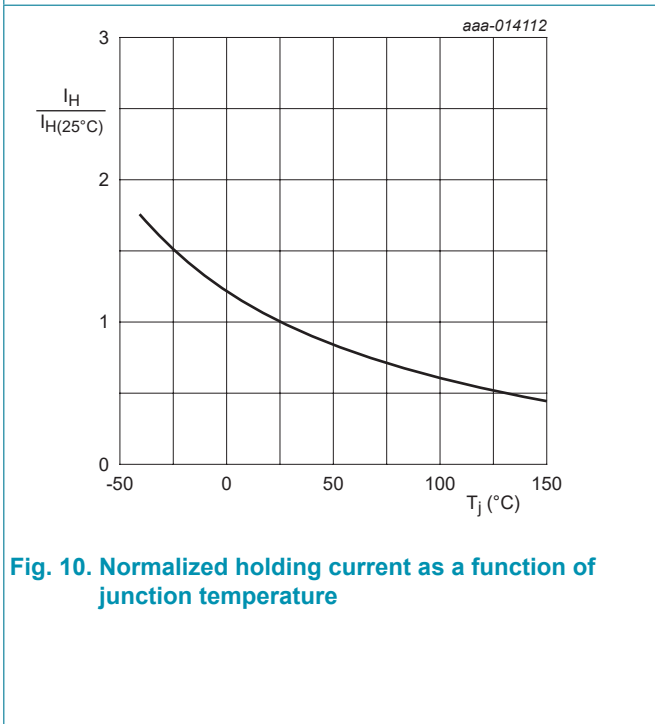 aaa-014112
3
I_H
I_H(25°C)
2
1
0
-50 0 50 100 150
T_j (°C)
Fig. 10. Normalized holding current as a function of
junction temperature